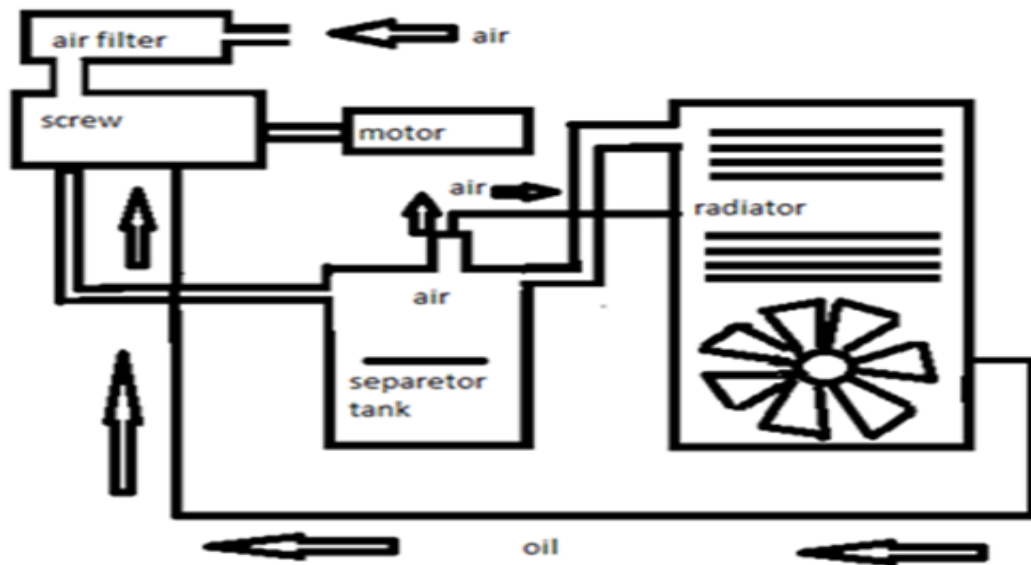 air filter
air
screw
motor
air
radiator
air
separetor
tank
oil